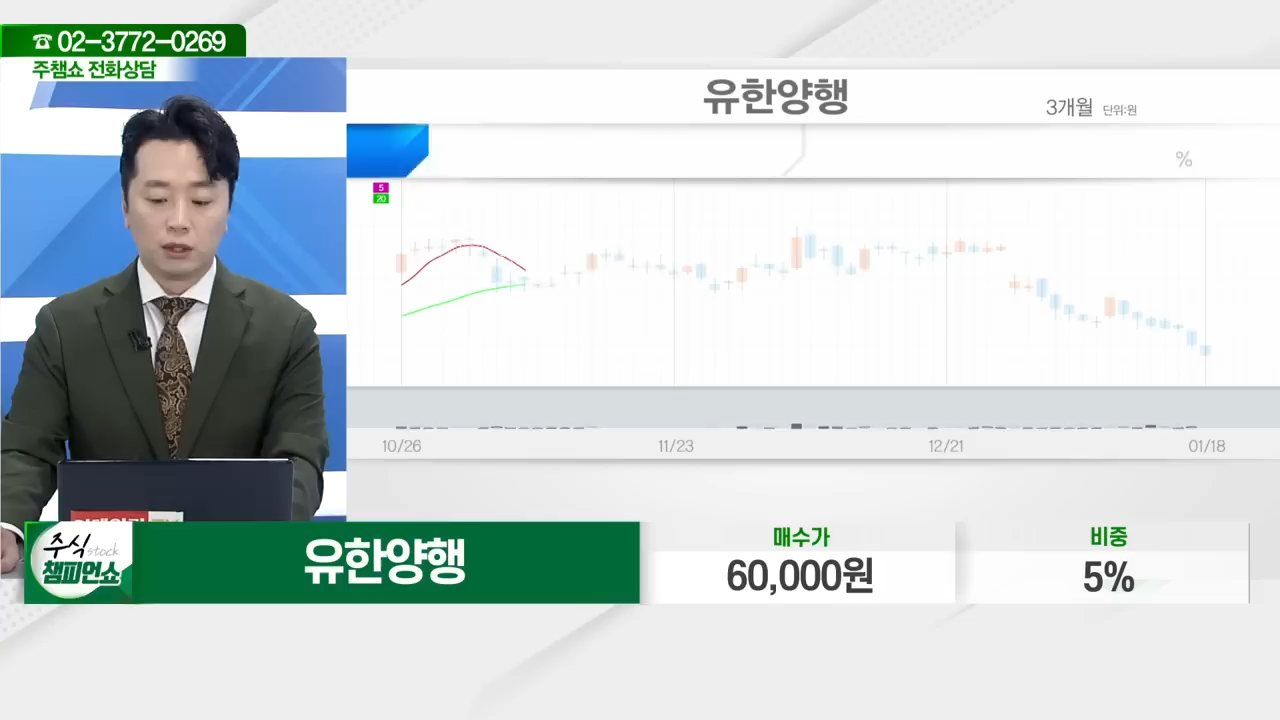 ☎ 02-3772-0269
주챔쇼 전화상담
유한양행
3개월 단위:원
%
5
20
10/26 11/23 12/21 01/18
주식 stock
챔피언쇼
유한양행
매수가
60,000원
비중
5%